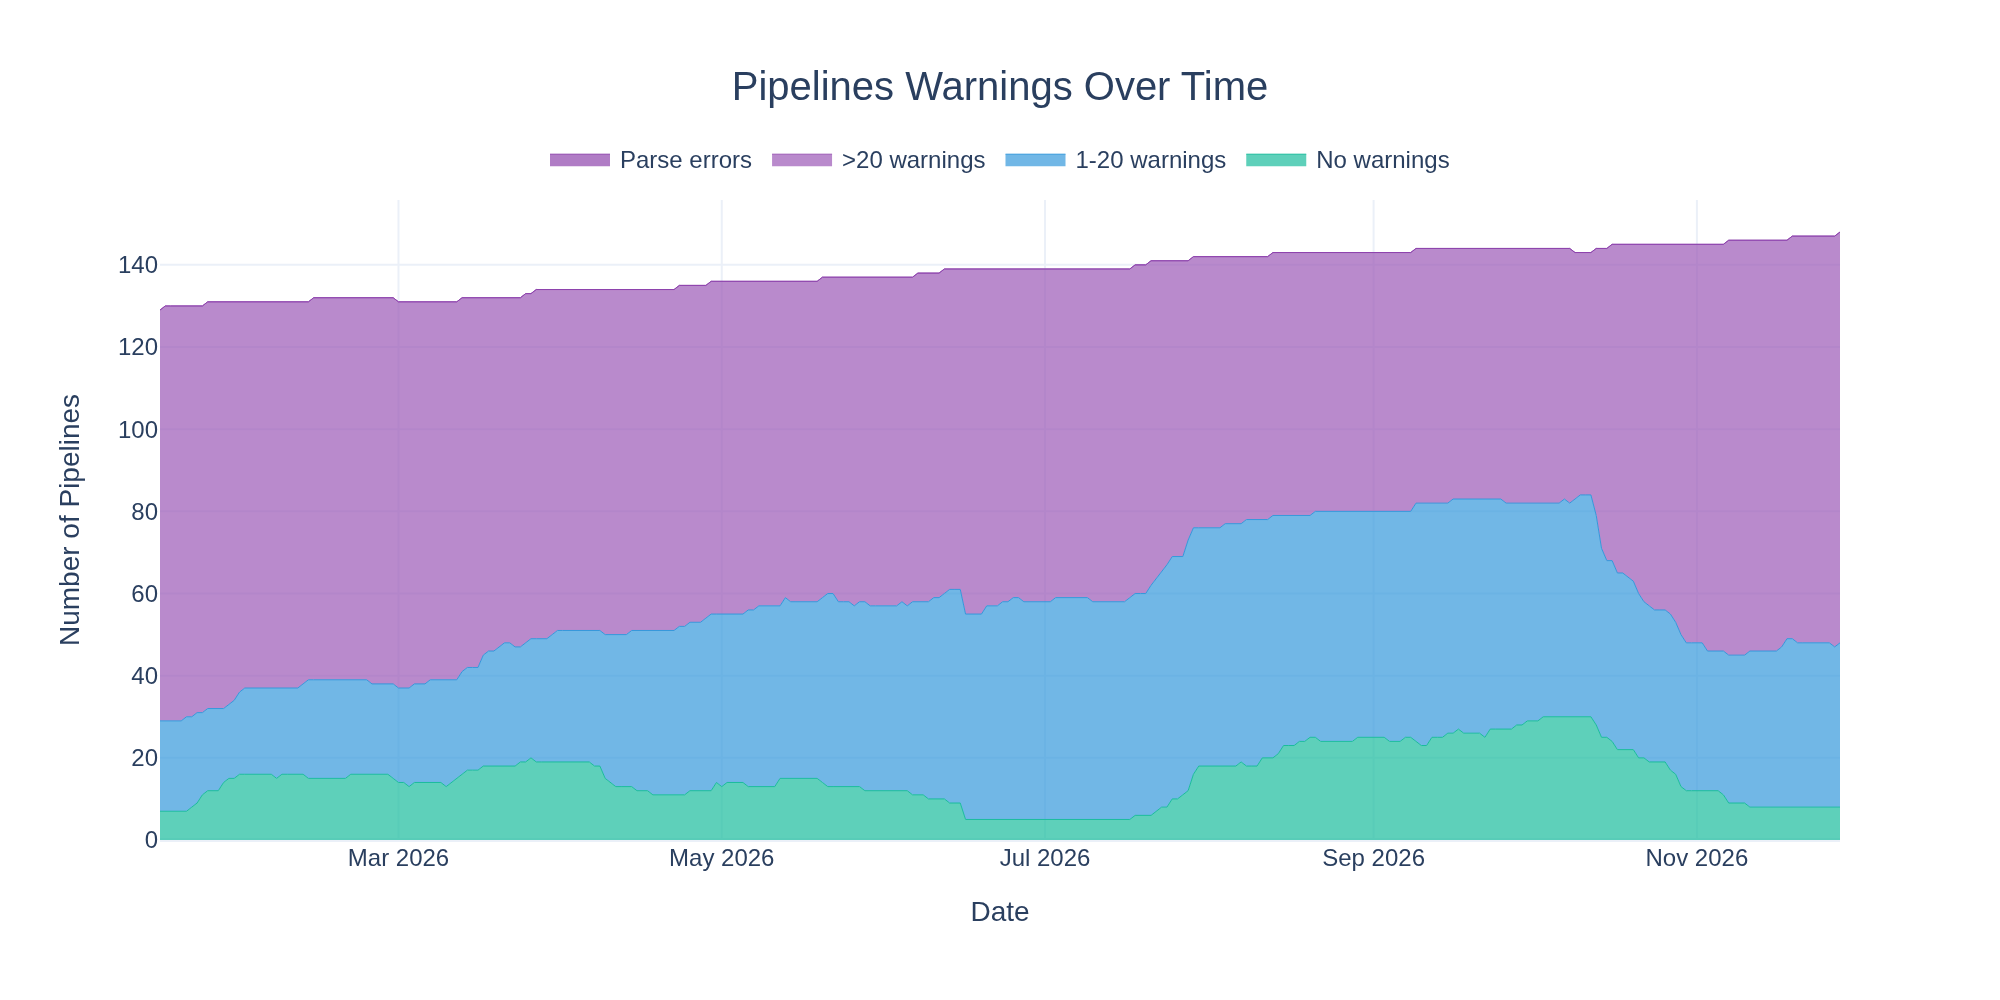 Pipelines Warnings Over Time
Parse errors >20 warnings 1-20 warnings No warnings
140
120
100
80
60
40
20
0
Number of Pipelines
Mar 2026 May 2026 Jul 2026 Sep 2026 Nov 2026
Date